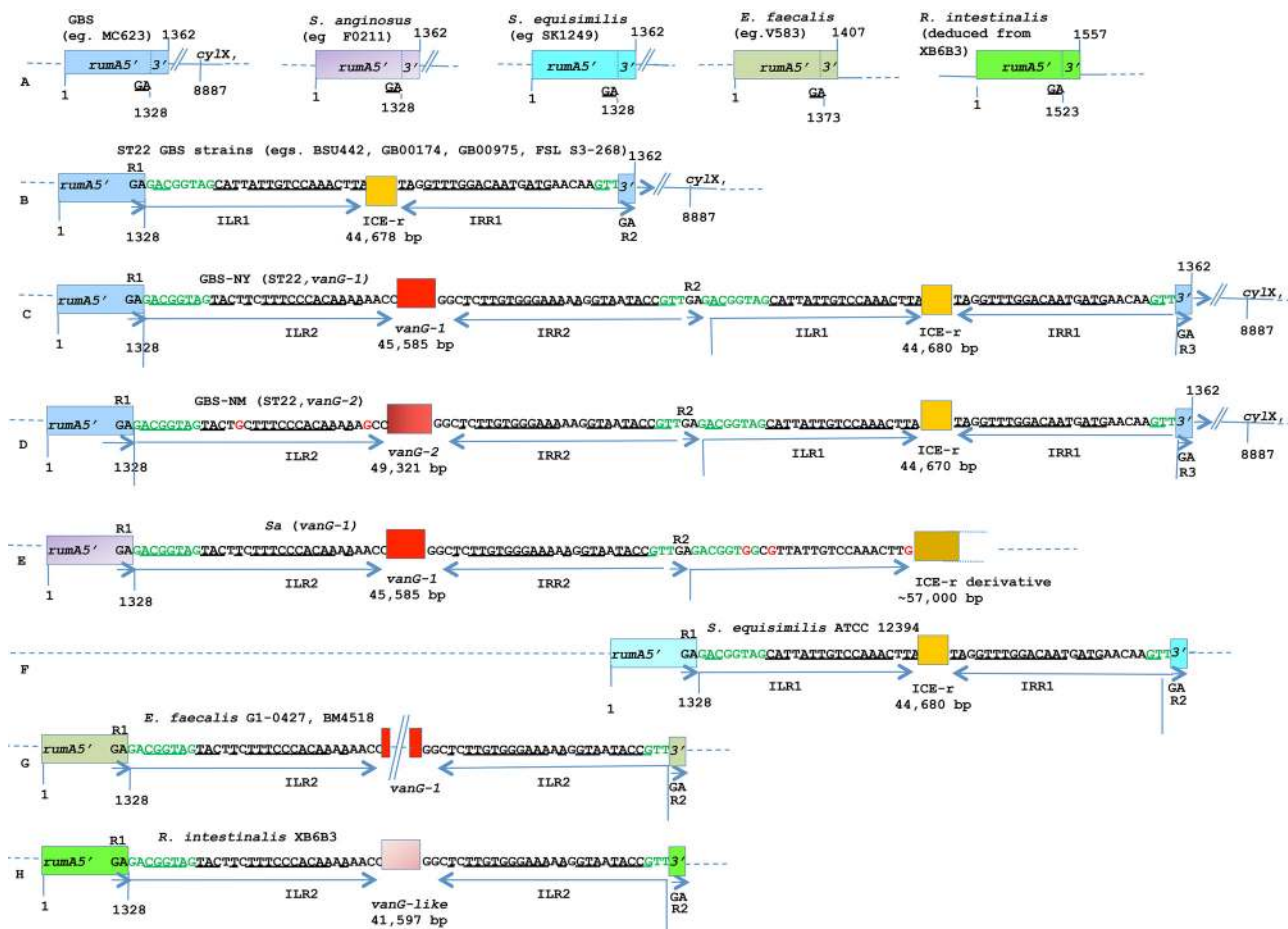 GBS
(eg. MC623)
1362
cylX,
rumA5' 3'
GA
1
1328
8887
S. anginosus
(eg F0211)
1362
rumA5' 3'
GA
1
1328
S. equisimilis
(eg SK1249)
1362
rumA5' 3'
GA
1
1328
E. faecalis
(eg.V583)
1407
rumA5' 3'
GA
1
1373
R. intestinalis
(deduced from
XB6B3)
1557
rumA5' 3'
GA
1
1523
A
ST22 GBS strains (egs. BSU442, GB00174, GB00975, FSL S3-268)
1362
R1
cylX,
rumA5' GAGACGGTAGCATTATTGTCCAAACTTA TAGGTTTGGACAATGATGAACAAGTT 3'
B
ILR1 ICE-r IRR1 GA
1 1328 44,678 bp R2 8887
GBS-NY (ST22,vanG-1)
R1 R2 1362
cylX,
rumA5' GAGACGGTAGTACTTCTTTCCCACAAAAAACC GGCTCTTGTGGGAAAAAGGTAATACCGTTGAGACGGTAGCATTATTGTCCAAACTTA TAGGTTTGGACAATGATGAACAAGTT 3'
C
ILR2 vanG-1 IRR2 ILR1 ICE-r IRR1 GA
1 1328 45,585 bp 44,680 bp R3 8887
GBS-NM (ST22,vanG-2)
R1 R2 1362
cylX,
rumA5' GAGACGGTAGTACTGCTTTCCCACAAAAAGCC GGCTCTTGTGGGAAAAAGGTAATACCGTTGAGACGGTAGCATTATTGTCCAAACTTA TAGGTTTGGACAATGATGAACAAGTT 3'
D
ILR2 vanG-2 IRR2 ILR1 ICE-r IRR1 GA
1 1328 49,321 bp 44,670 bp R3 8887
Sa (vanG-1)
R1 R2
rumA5' GAGACGGTAGTACTTCTTTCCCACAAAAAACC GGCTCTTGTGGGAAAAAGGTAATACCGTTGAGACGGTGGCGTTATTGTCCAAACTTG
E
ILR2 vanG-1 IRR2 ICE-r derivative
1 1328 45,585 bp ~57,000 bp
S. equisimilis ATCC 12394
R1
rumA5' GAGACGGTAGCATTATTGTCCAAACTTA TAGGTTTGGACAATGATGAACAAGTT 3'
F
ILR1 ICE-r IRR1 GA
1 1328 44,680 bp R2
E. faecalis G1-0427, BM4518
R1
rumA5' GAGACGGTAGTACTTCTTTCCCACAAAAAACC GGCTCTTGTGGGAAAAAGGTAATACCGTT 3'
G
ILR2 vanG-1 IRR2 GA
1 1328 R2
R. intestinalis XB6B3
R1
rumA5' GAGACGGTAGTACTTCTTTCCCACAAAAAACC GGCTCTTGTGGGAAAAAGGTAATACCGTT 3'
H
ILR2 vanG-like IRR2 GA
1 1328 41,597 bp R2